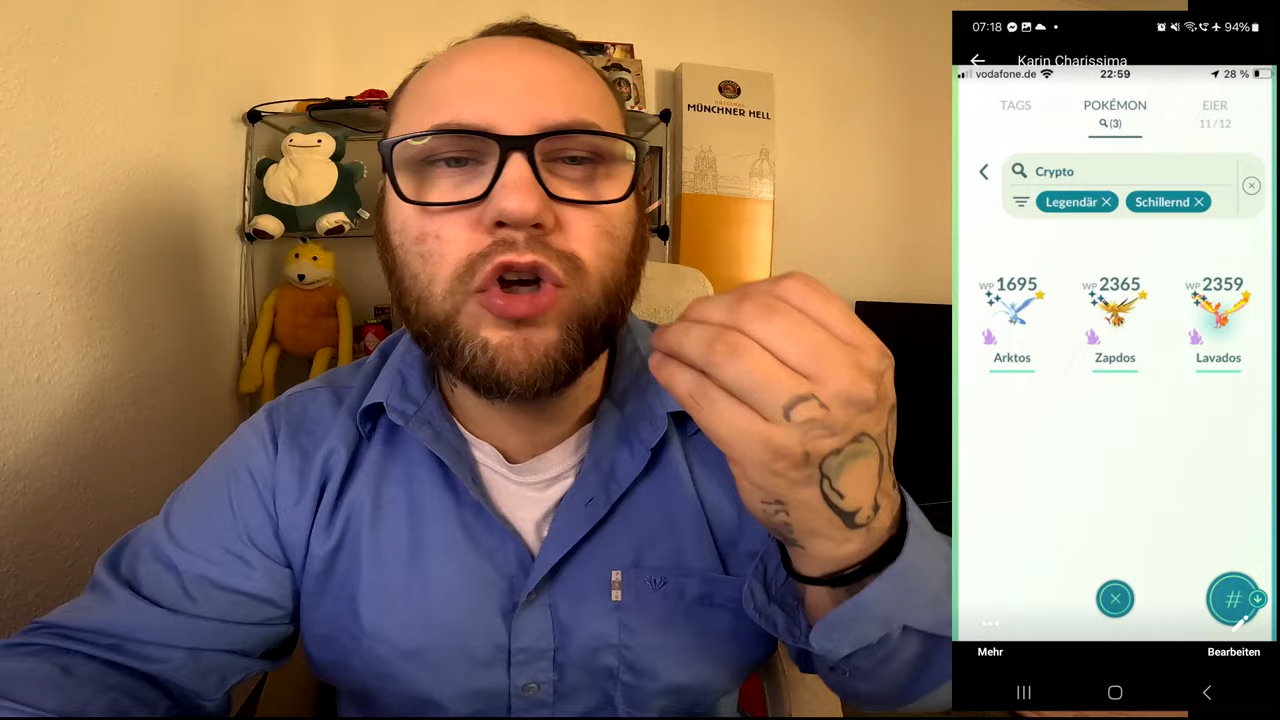 ORIGINAL
MÜNCHNER HELL
07:18
94%
Karin Charissima
vodafone.de
22:59
28 %
TAGS
POKÉMON
(3)
EIER
11/12
Crypto
Legendär
Schillernd
WP 1695
WP 2365
WP 2359
Arktos
Zapdos
Lavados
#
Mehr
Bearbeiten